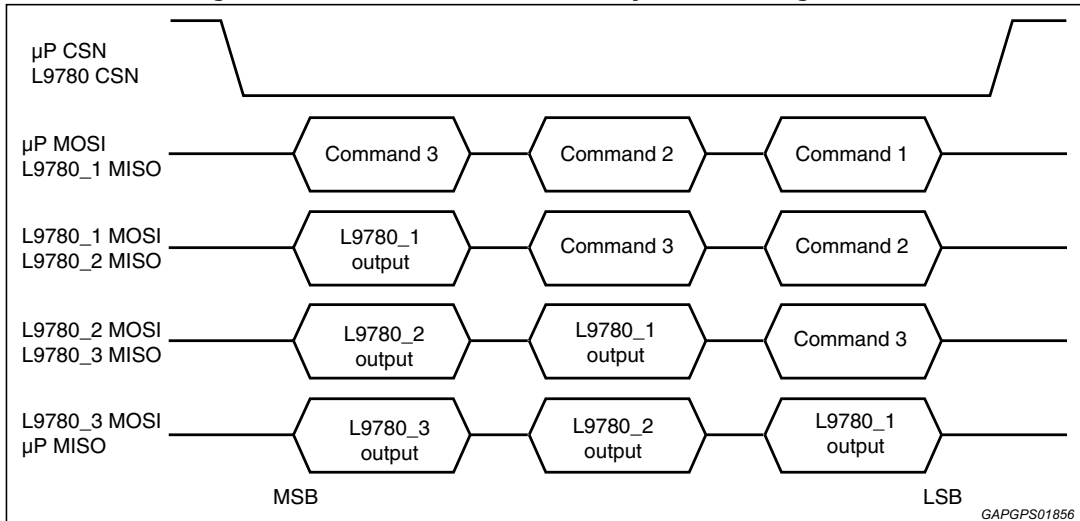 µP CSN
L9780 CSN
µP MOSI
L9780_1 MISO
Command 3
Command 2
Command 1
L9780_1 MOSI
L9780_2 MISO
L9780_1
output
Command 3
Command 2
L9780_2 MOSI
L9780_3 MISO
L9780_2
output
L9780_1
output
Command 3
L9780_3 MOSI
µP MISO
L9780_3
output
L9780_2
output
L9780_1
output
MSB
LSB
GAPGPS01856